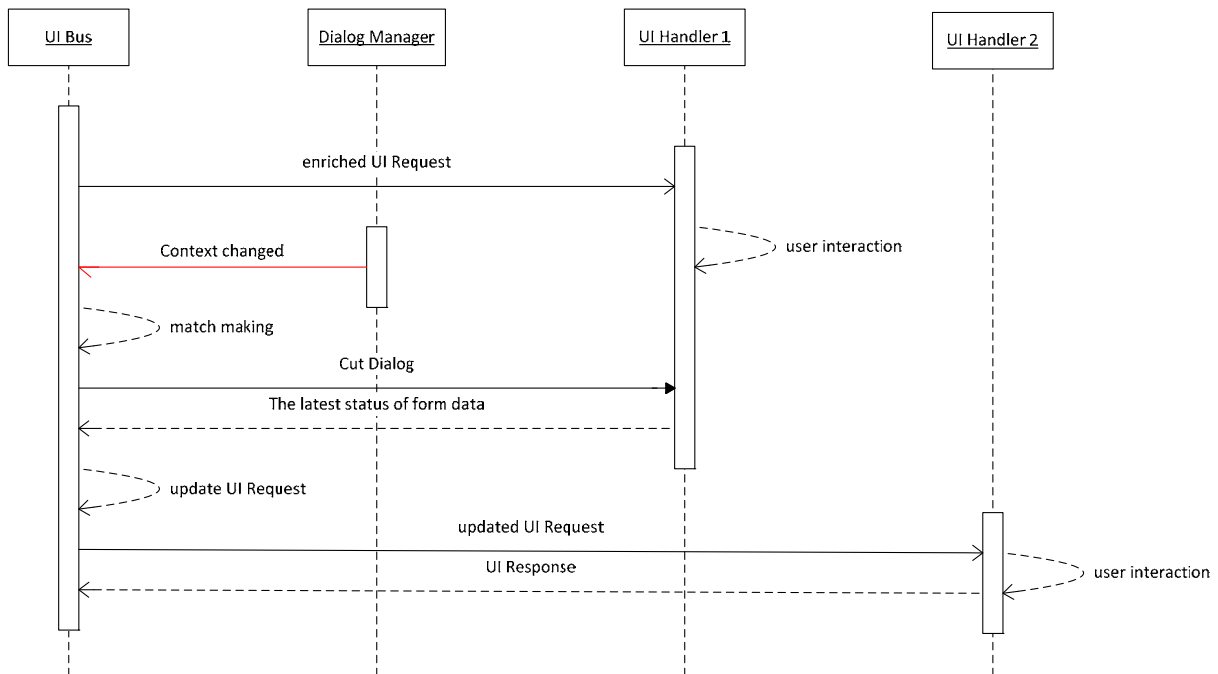 UI Bus
Dialog Manager
UI Handler 1
UI Handler 2
enriched UI Request
Context changed
user interaction
match making
Cut Dialog
The latest status of form data
update UI Request
updated UI Request
UI Response
user interaction